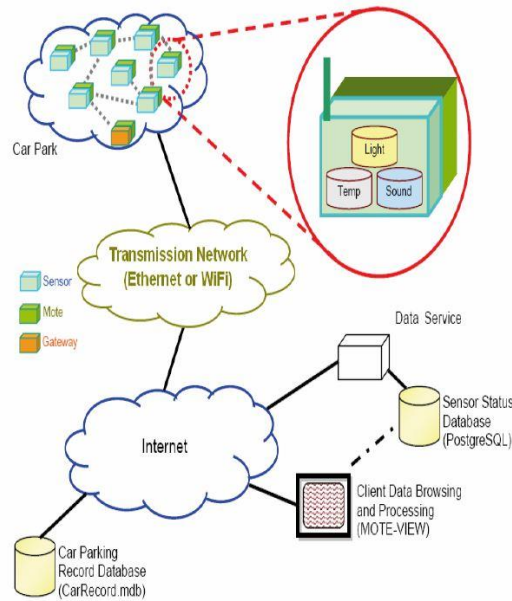 Light
Temp
Sound
Car Park
Transmission Network
(Ethernet or WiFi)
Sensor
Mote
Gateway
Data Service
Sensor Status
Database
(PostgreSQL)
Internet
Client Data Browsing
and Processing
(MOTE-VIEW)
Car Parking
Record Database
(CarRecord.mdb)